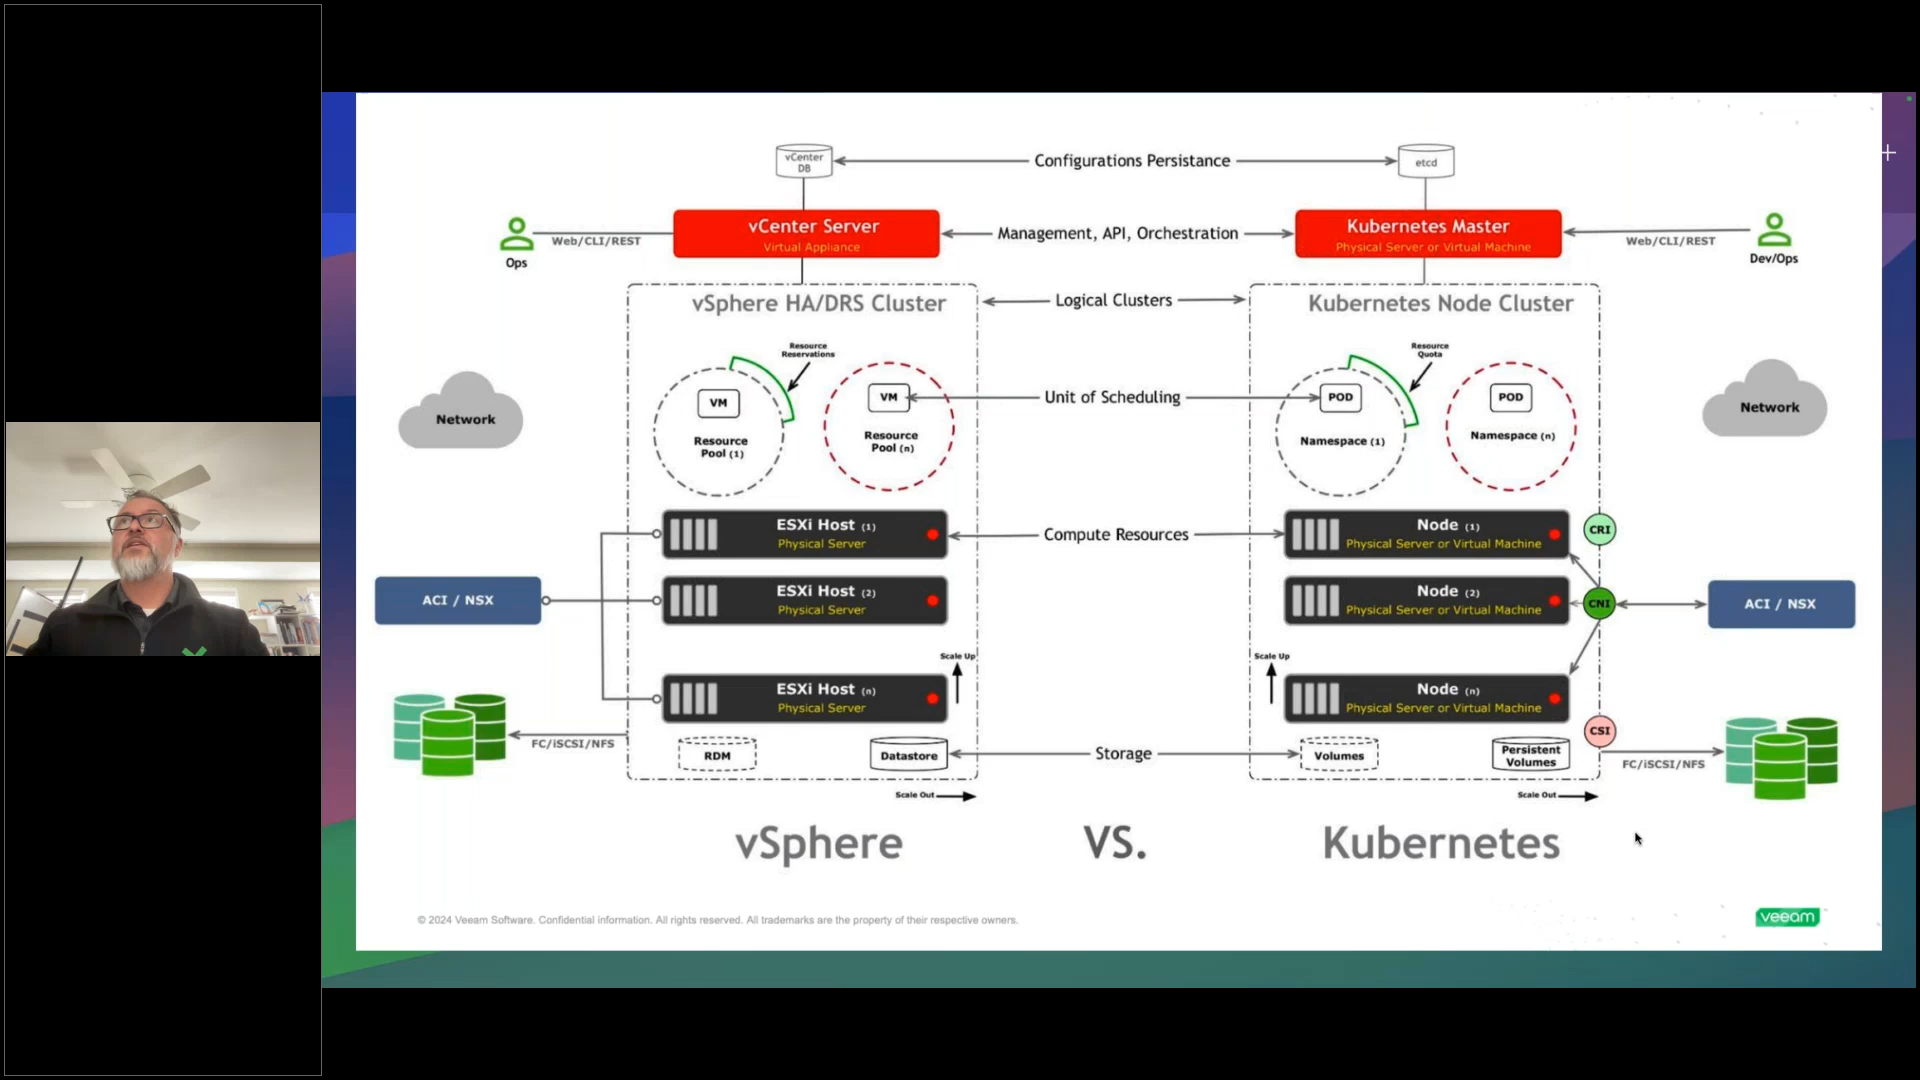 vCenter
DB
Configurations Persistance
etcd
vCenter Server
Virtual Appliance
Management, API, Orchestration
Kubernetes Master
Physical Server or Virtual Machine
Web/CLI/REST
Ops
Web/CLI/REST
Dev/Ops
vSphere HA/DRS Cluster
Logical Clusters
Kubernetes Node Cluster
Resource
Reservations
Resource
Quota
VM
Resource
Pool (1)
VM
Resource
Pool (n)
Unit of Scheduling
POD
Namespace (1)
POD
Namespace (n)
Network
Network
ESXi Host (1)
Physical Server
Compute Resources
Node (1)
Physical Server or Virtual Machine
CRI
ACI / NSX
ESXi Host (2)
Physical Server
Node (2)
Physical Server or Virtual Machine
CNI
ACI / NSX
Scale Up
Scale Up
ESXi Host (n)
Physical Server
Node (n)
Physical Server or Virtual Machine
CSI
FC/iSCSI/NFS
RDM
Datastore
Storage
Volumes
Persistent
Volumes
FC/iSCSI/NFS
Scale Out
Scale Out
vSphere
VS.
Kubernetes
© 2024 Veeam Software. Confidential information. All rights reserved. All trademarks are the property of their respective owners.
veeam